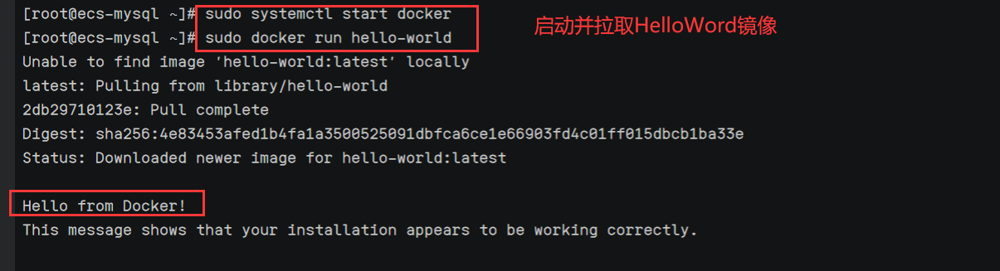 [root@ecs-mysql ~]# sudo systemctl start docker
启动并拉取HelloWord镜像
[root@ecs-mysql ~]# sudo docker run hello-world
Unable to find image 'hello-world:latest' locally
latest: Pulling from library/hello-world
2db29710123e: Pull complete
Digest: sha256:4e83453afed1b4fa1a3500525091dbfca6ce1e66903fd4c01ff015dbcb1ba33e
Status: Downloaded newer image for hello-world:latest
Hello from Docker!
This message shows that your installation appears to be working correctly.